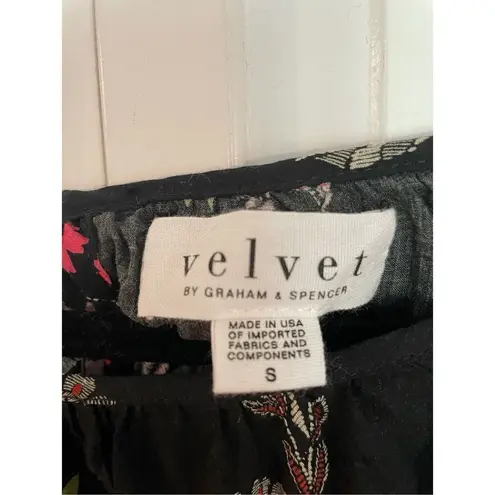 velvet
BY GRAHAM & SPENCER
MADE IN USA
OF IMPORTED
FABRICS AND
COMPONENTS
S